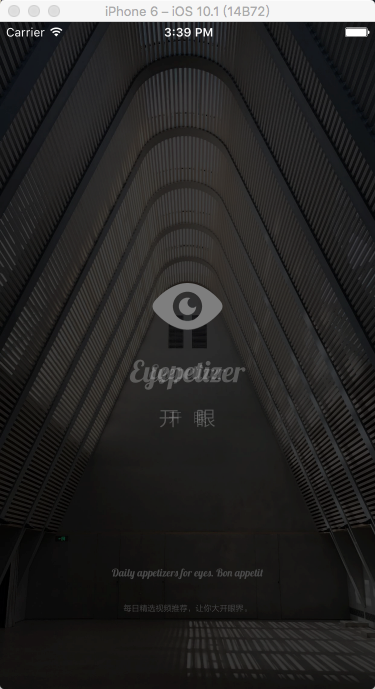 iPhone 6 – iOS 10.1 (14B72)
Carrier 3:39 PM
Eyepetizer
开 眼
Daily appetizers for eyes. Bon appetit
每日精选视频推荐，让你大开眼界。